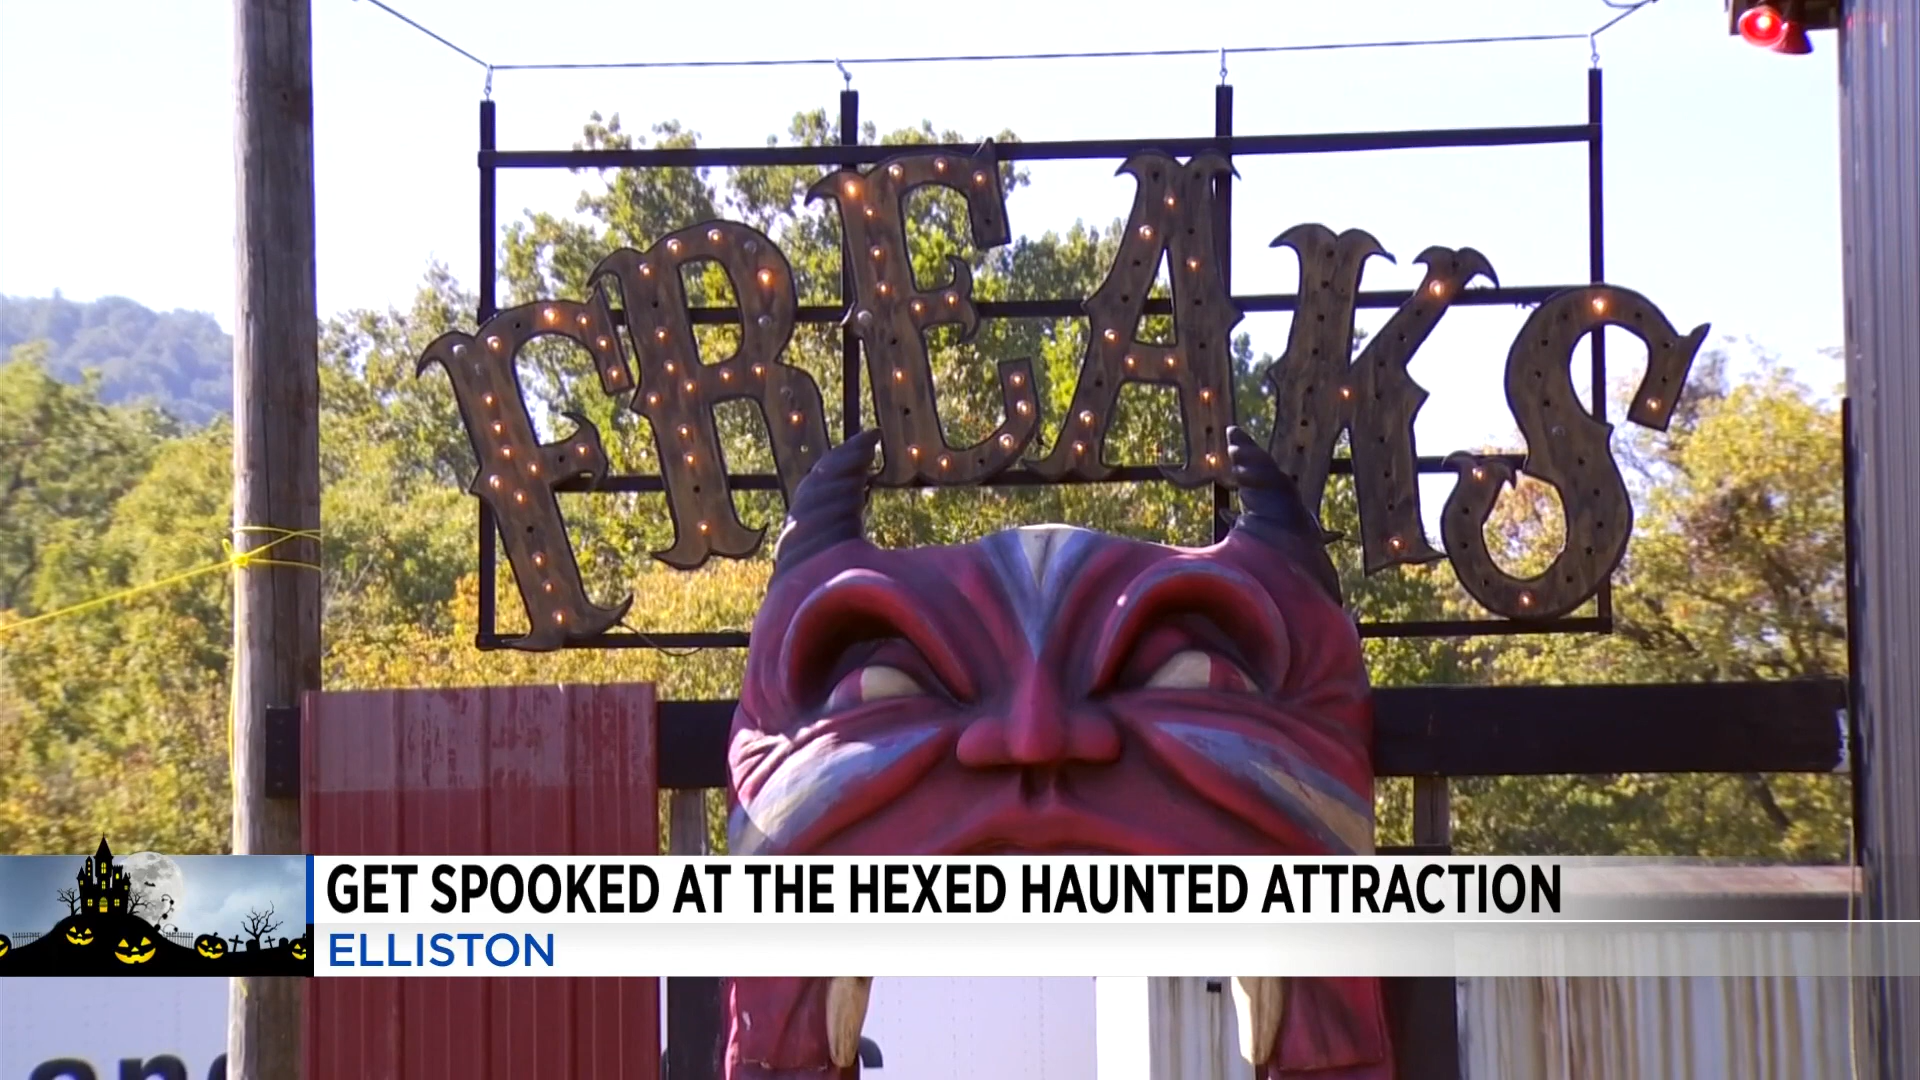 FREAKS
GET SPOOKED AT THE HEXED HAUNTED ATTRACTION
ELLISTON